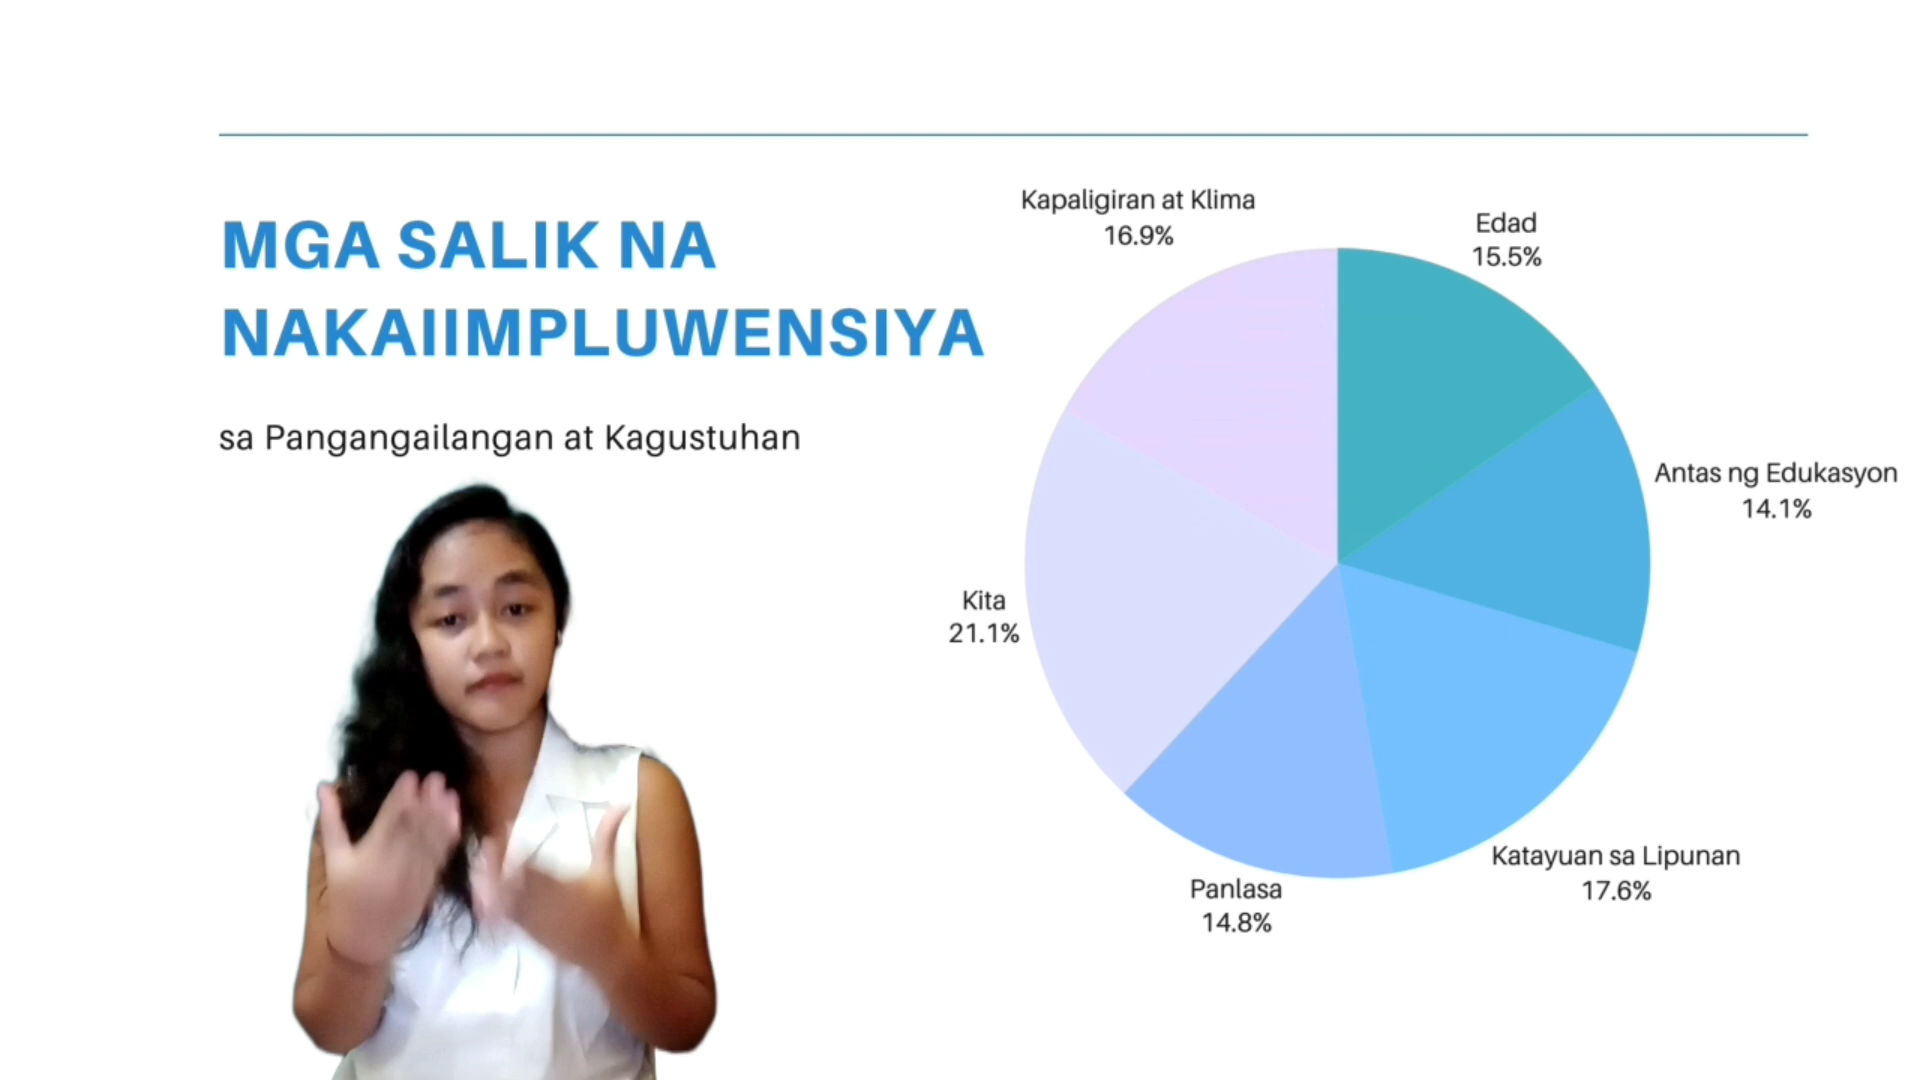 MGA SALIK NA
NAKAIIMPLUWENSIYA
sa Pangangailangan at Kagustuhan
Kapaligiran at Klima
16.9%
Edad
15.5%
Antas ng Edukasyon
14.1%
Kita
21.1%
Katayuan sa Lipunan
17.6%
Panlasa
14.8%